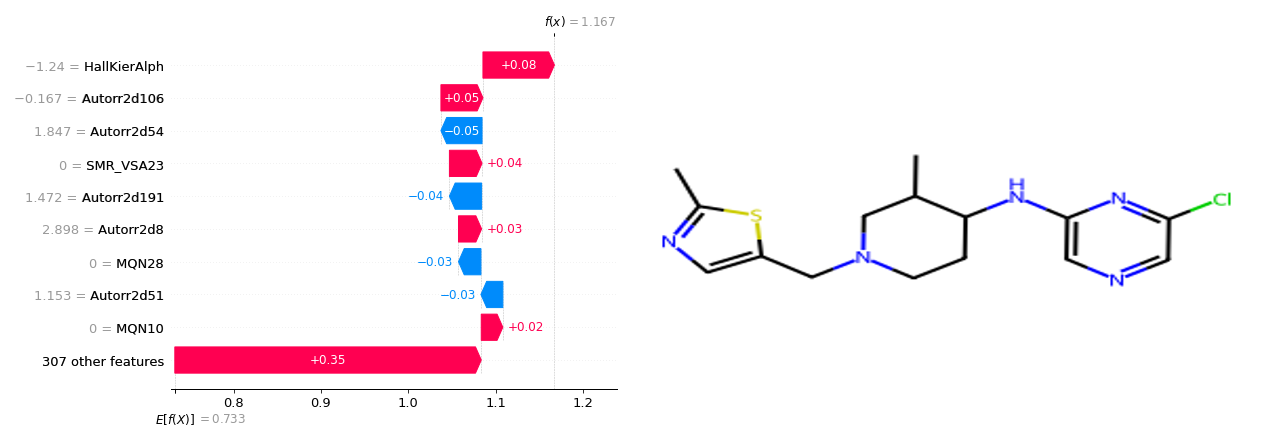 f(x) = 1.167
−1.24 = HallKierAlph
+0.08
−0.167 = Autorr2d106
+0.05
1.847 = Autorr2d54
−0.05
0 = SMR_VSA23
+0.04
1.472 = Autorr2d191
−0.04
2.898 = Autorr2d8
+0.03
0 = MQN28
−0.03
1.153 = Autorr2d51
−0.03
0 = MQN10
+0.02
307 other features
+0.35
0.8 0.9 1.0 1.1 1.2
E[f(X)] = 0.733
H
N
N
Cl
S
N
N
N